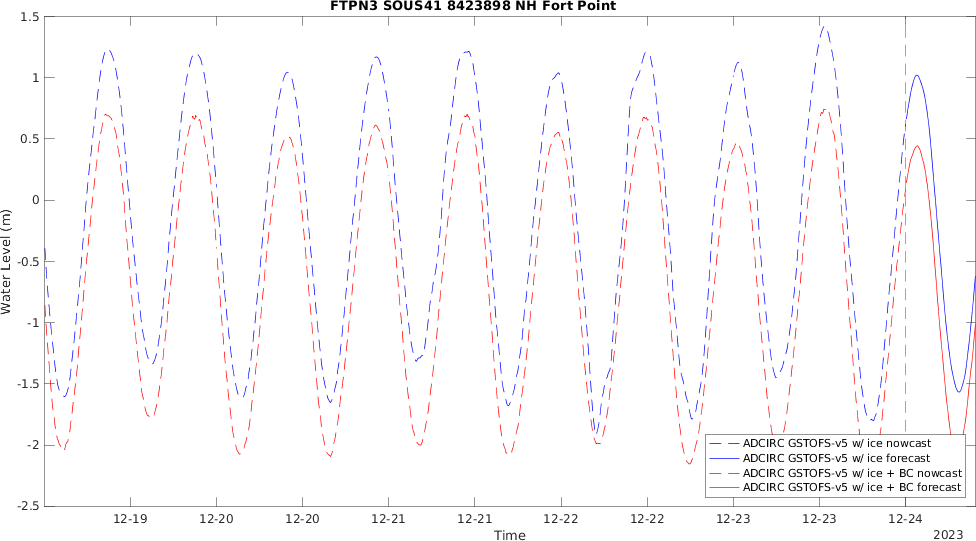 FTPN3 SOUS41 8423898 NH Fort Point
Water Level (m)
1.5
1
0.5
0
-0.5
-1
-1.5
-2
-2.5
12-19
12-20
12-20
12-21
12-21
12-22
12-22
12-23
12-23
12-24
Time
2023
ADCIRC GSTOFS-v5 w/ ice nowcast
ADCIRC GSTOFS-v5 w/ ice forecast
ADCIRC GSTOFS-v5 w/ ice + BC nowcast
ADCIRC GSTOFS-v5 w/ ice + BC forecast